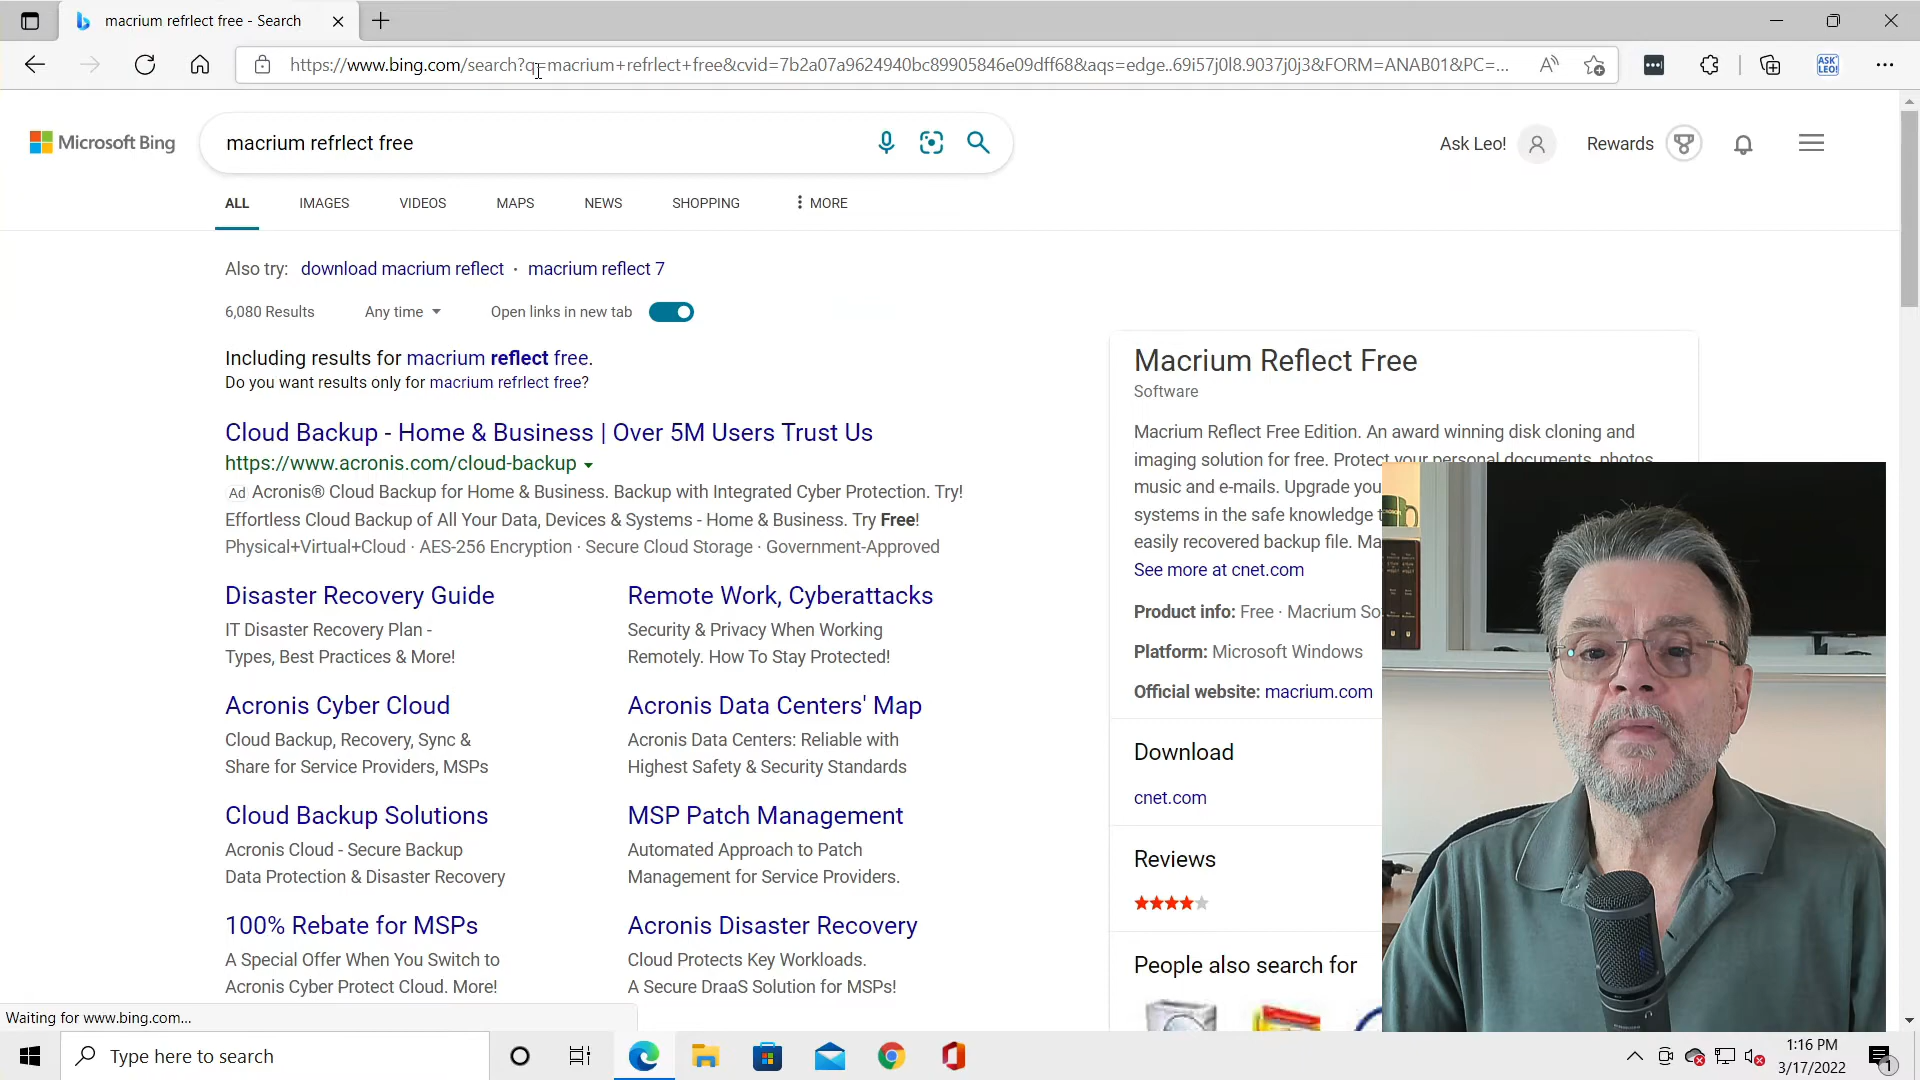 macrium refrlect free - Search
https://www.bing.com/search?q=macrium+refrlect+free&cvid=7b2a07a9624940bc89905846e09dff68&aqs=edge..69i57j0l8.9037j0j3&FORM=ANAB01&PC=...
ASK LEO!
Microsoft Bing
macrium refrlect free
Ask Leo!
Rewards
ALL
IMAGES
VIDEOS
MAPS
NEWS
SHOPPING
MORE
Also try: download macrium reflect · macrium reflect 7
6,080 Results
Any time
Open links in new tab
Including results for macrium reflect free.
Do you want results only for macrium refrlect free?
Cloud Backup - Home & Business | Over 5M Users Trust Us
https://www.acronis.com/cloud-backup
Ad Acronis® Cloud Backup for Home & Business. Backup with Integrated Cyber Protection. Try!
Effortless Cloud Backup of All Your Data, Devices & Systems - Home & Business. Try Free!
Physical+Virtual+Cloud · AES-256 Encryption · Secure Cloud Storage · Government-Approved
Disaster Recovery Guide
IT Disaster Recovery Plan -
Types, Best Practices & More!
Remote Work, Cyberattacks
Security & Privacy When Working
Remotely. How To Stay Protected!
Acronis Cyber Cloud
Cloud Backup, Recovery, Sync &
Share for Service Providers, MSPs
Acronis Data Centers' Map
Acronis Data Centers: Reliable with
Highest Safety & Security Standards
Cloud Backup Solutions
Acronis Cloud - Secure Backup
Data Protection & Disaster Recovery
MSP Patch Management
Automated Approach to Patch
Management for Service Providers.
100% Rebate for MSPs
A Special Offer When You Switch to
Acronis Cyber Protect Cloud. More!
Acronis Disaster Recovery
Cloud Protects Key Workloads.
A Secure DraaS Solution for MSPs!
Macrium Reflect Free
Software
Macrium Reflect Free Edition. An award winning disk cloning and
imaging solution for free. Protect your personal documents, photos,
music and e-mails. Upgrade you
systems in the safe knowledge t
easily recovered backup file. Ma
See more at cnet.com
Product info: Free · Macrium So
Platform: Microsoft Windows
Official website: macrium.com
Download
cnet.com
Reviews
People also search for
Waiting for www.bing.com...
Type here to search
1:16 PM
3/17/2022
1